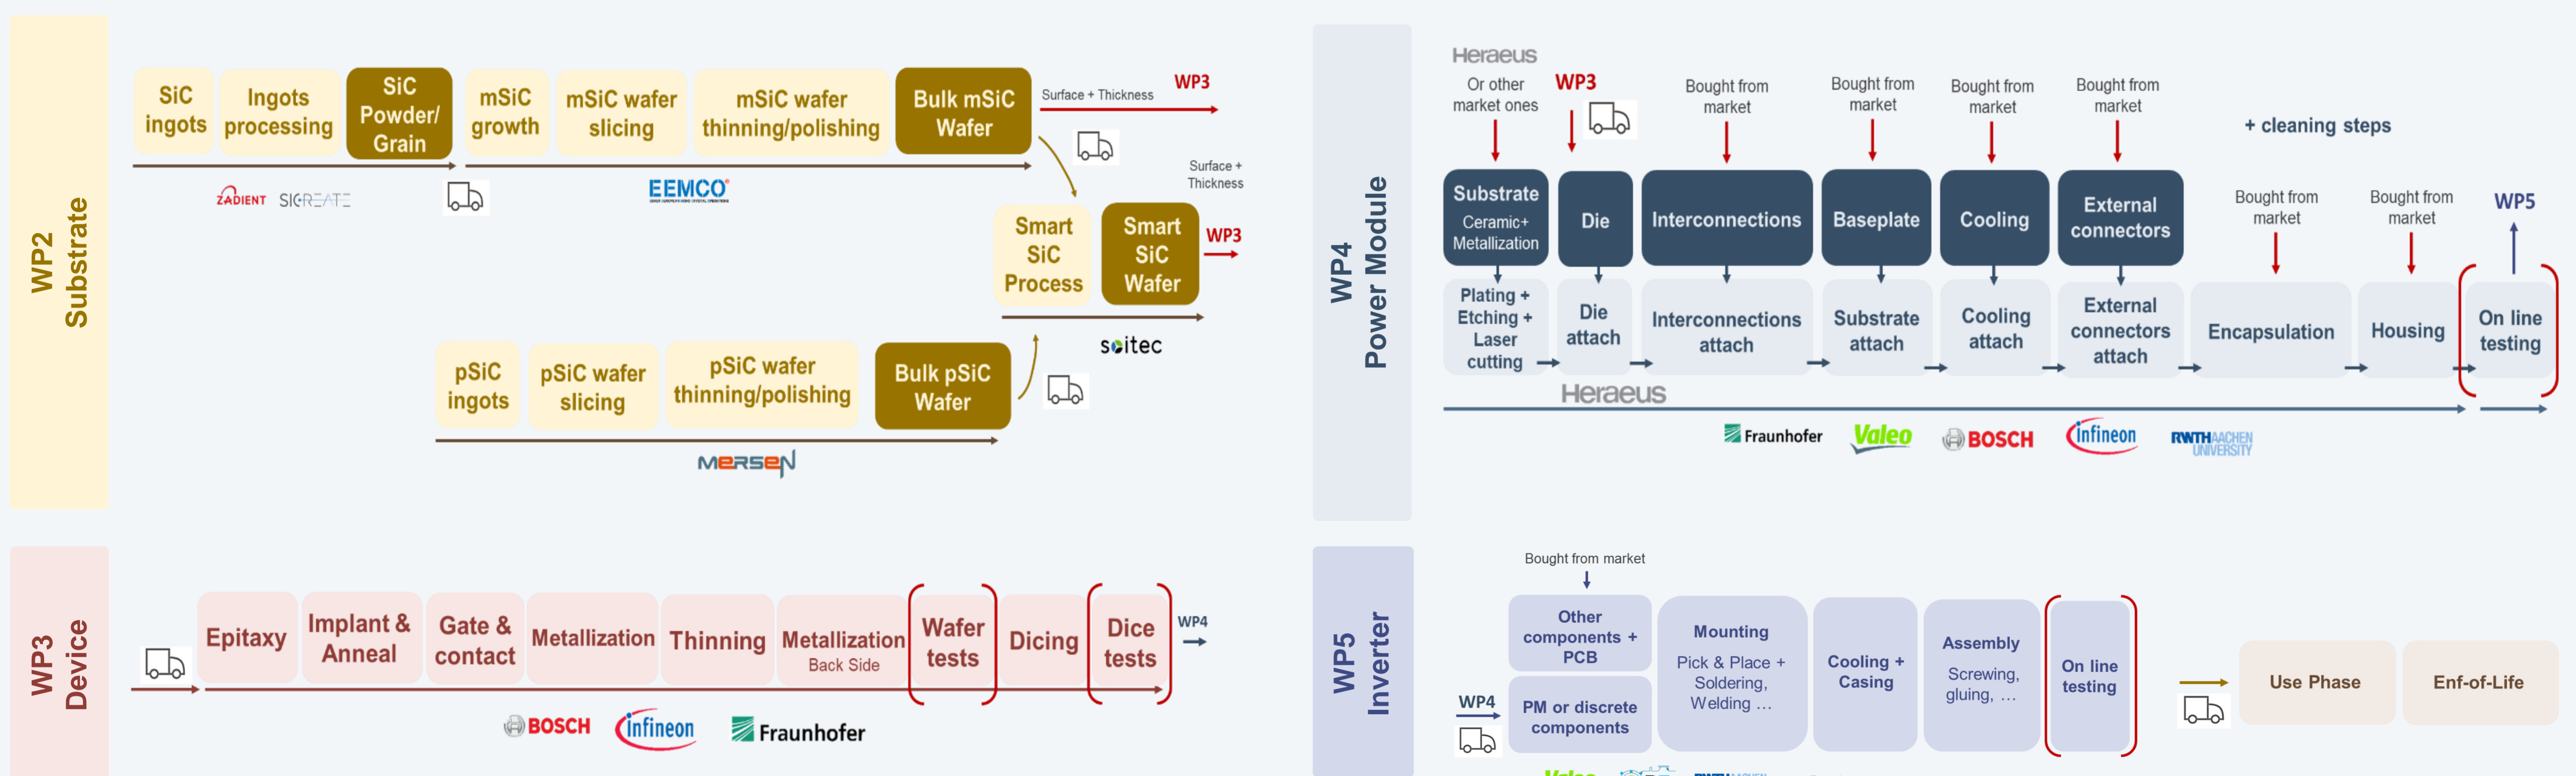 WP2
Substrate
SiC
ingots
Ingots
processing
SiC
Powder/
Grain
mSiC
growth
mSiC wafer
slicing
mSiC wafer
thinning/polishing
Bulk mSiC
Wafer
Surface + Thickness
WP3
ZADIENT
SICREATE
EEMCO
Surface +
Thickness
Smart
SiC
Process
Smart
SiC
Wafer
WP3
soitec
pSiC
ingots
pSiC wafer
slicing
pSiC wafer
thinning/polishing
Bulk pSiC
Wafer
MERSEN
WP3
Device
Epitaxy
Implant &
Anneal
Gate &
contact
Metallization
Thinning
Metallization
Back Side
Wafer
tests
Dicing
Dice
tests
WP4
BOSCH
infineon
Fraunhofer
WP4
Power Module
Heraeus
Or other
market ones
WP3
Bought from
market
Bought from
market
Bought from
market
Bought from
market
+ cleaning steps
Substrate
Ceramic+
Metallization
Die
Interconnections
Baseplate
Cooling
External
connectors
Bought from
market
Bought from
market
WP5
Plating +
Etching +
Laser
cutting
Die
attach
Interconnections
attach
Substrate
attach
Cooling
attach
External
connectors
attach
Encapsulation
Housing
On line
testing
Heraeus
Fraunhofer
Valeo
BOSCH
infineon
RWTHAACHEN
UNIVERSITY
WP5
Inverter
Bought from market
Other
components +
PCB
WP4
PM or discrete
components
Mounting
Pick & Place +
Soldering,
Welding ...
Cooling +
Casing
Assembly
Screwing,
gluing, ...
On line
testing
Use Phase
Enf-of-Life
Valeo
RWTHAACHEN